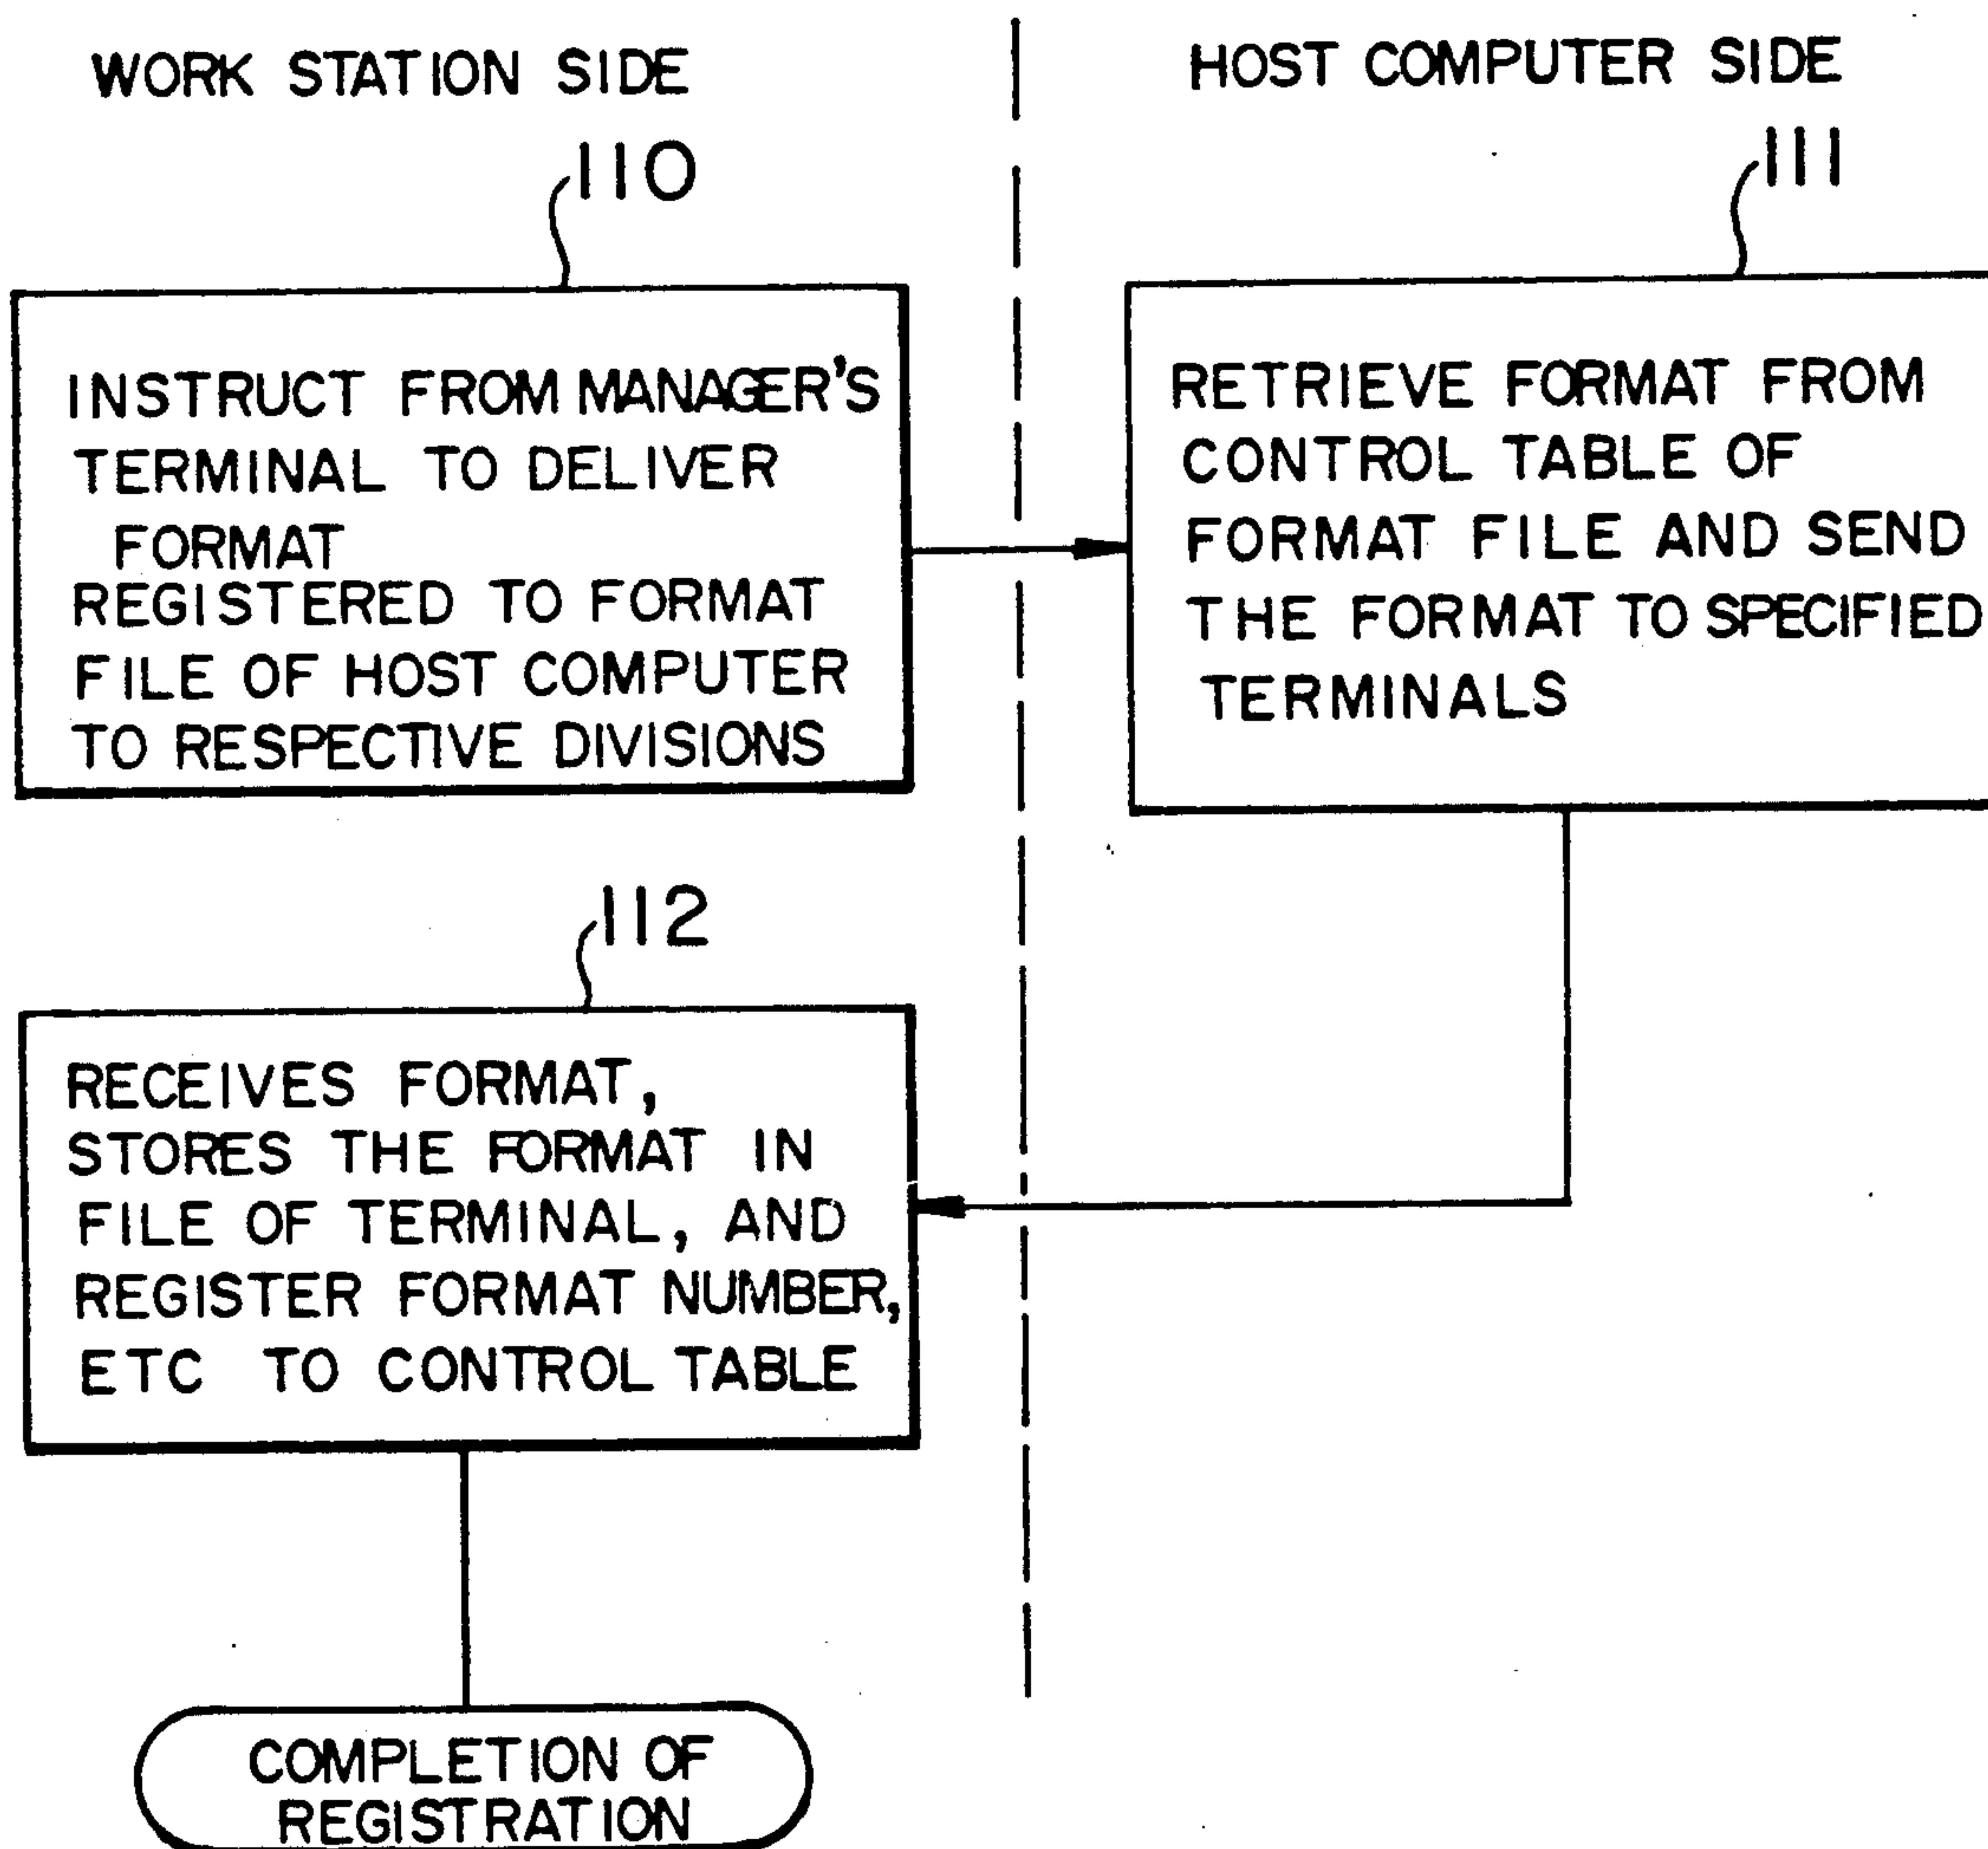 WORK STATION SIDE
HOST COMPUTER SIDE
110
111
INSTRUCT FROM MANAGER'S
TERMINAL TO DELIVER
FORMAT
REGISTERED TO FORMAT
FILE OF HOST COMPUTER
TO RESPECTIVE DIVISIONS
RETRIEVE FORMAT FROM
CONTROL TABLE OF
FORMAT FILE AND SEND
THE FORMAT TO SPECIFIED
TERMINALS
112
RECEIVES FORMAT,
STORES THE FORMAT IN
FILE OF TERMINAL, AND
REGISTER FORMAT NUMBER,
ETC TO CONTROL TABLE
COMPLETION OF
REGISTRATION